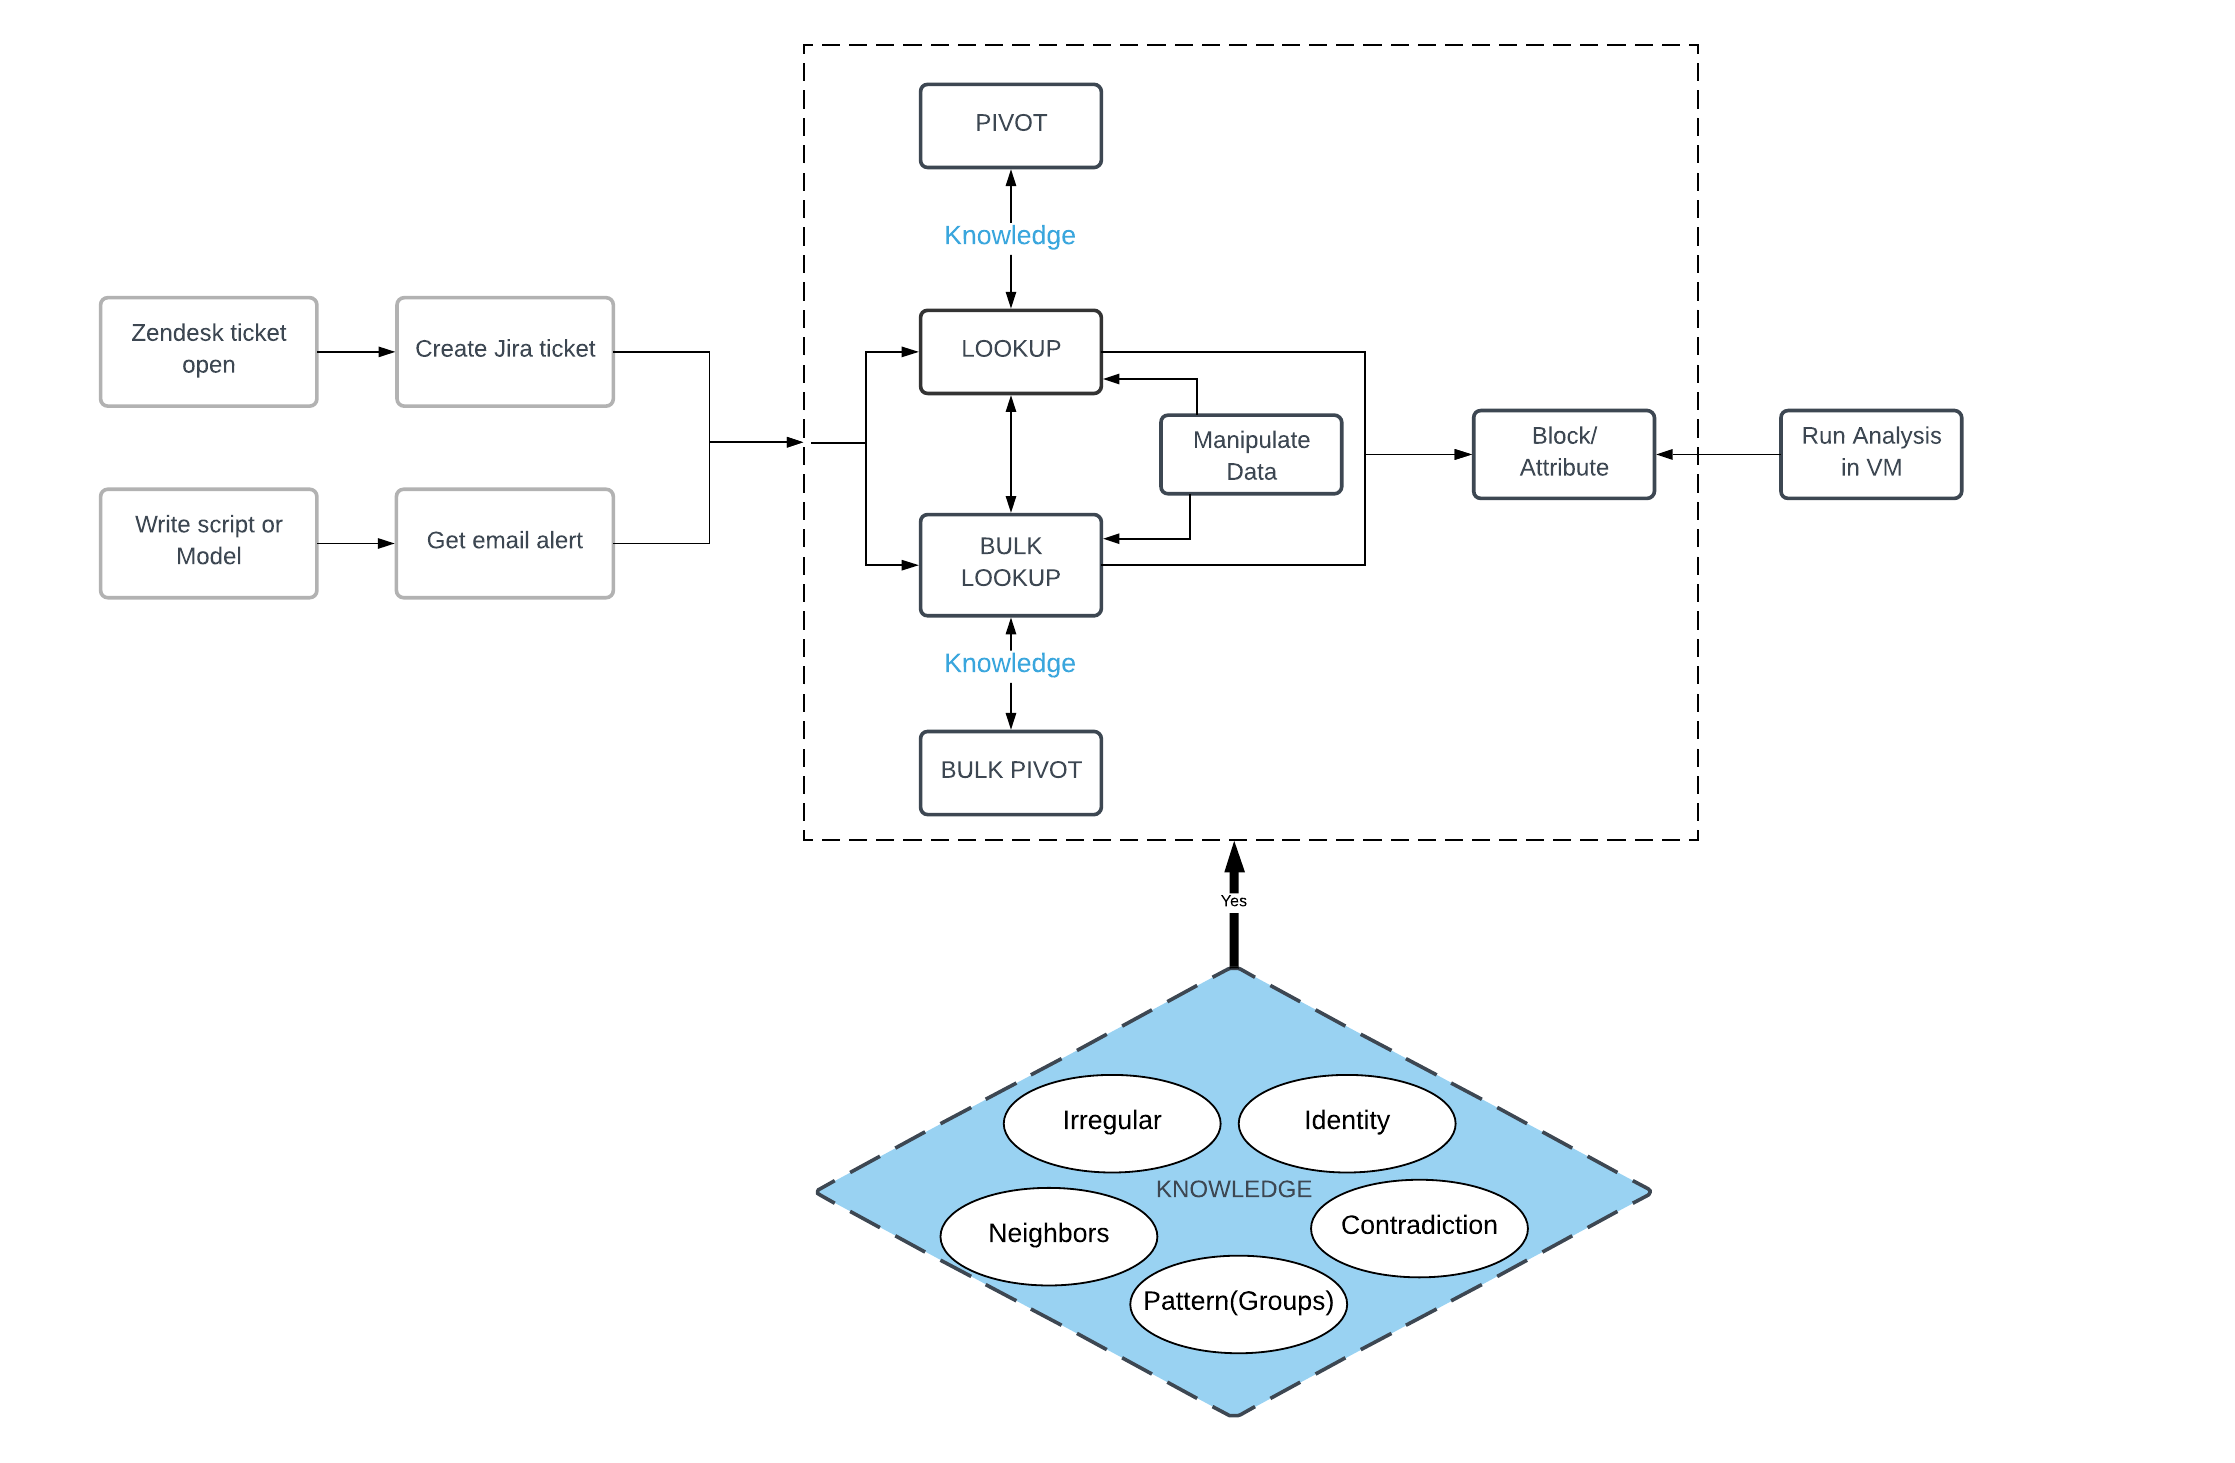 PIVOT
Knowledge
Zendesk ticket
open
Create Jira ticket
LOOKUP
Manipulate
Data
Block/
Attribute
Run Analysis
in VM
Write script or
Model
Get email alert
BULK
LOOKUP
Knowledge
BULK PIVOT
Yes
Irregular
Identity
KNOWLEDGE
Neighbors
Contradiction
Pattern(Groups)